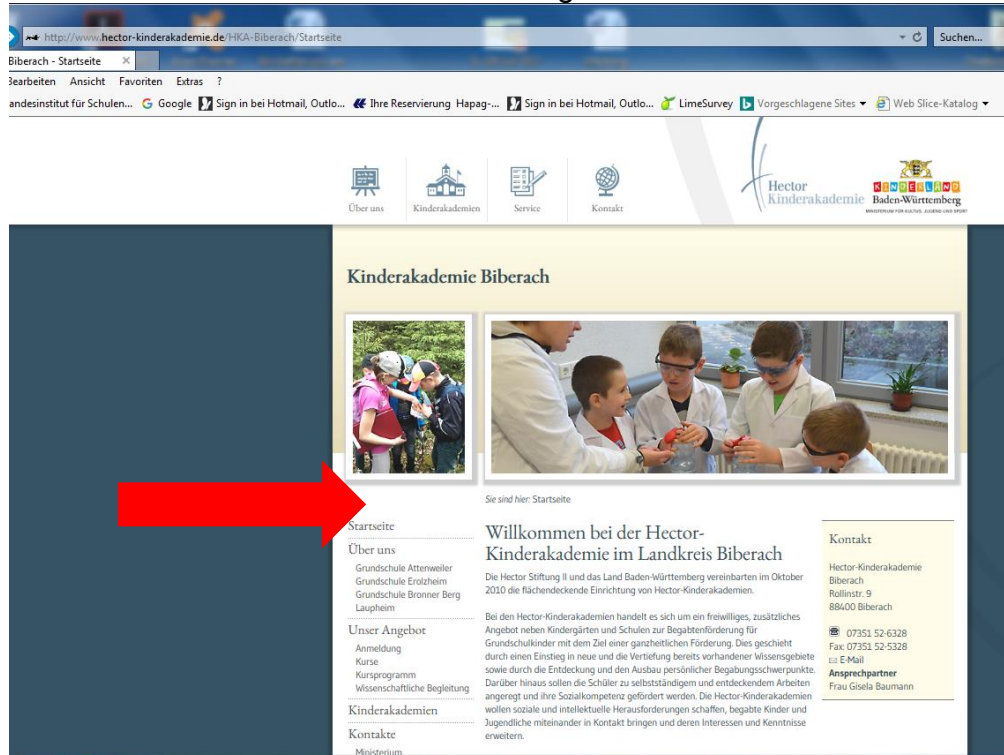 http://www.hector-kinderakademie.de/HKA-Biberach/Startseite
Suchen...
Biberach - Startseite
Bearbeiten Ansicht Favoriten Extras ?
andesinstitut für Schulen... Google Sign in bei Hotmail, Outlo... Ihre Reservierung Hapag-... Sign in bei Hotmail, Outlo... LimeSurvey Vorgeschlagene Sites Web Slice-Katalog
Über uns
Kinderakademien
Service
Kontakt
Hector
Kinderakademie
KINDERLAND
Baden-Württemberg
MINISTERIUM FÜR KULTUS, JUGEND UND SPORT
Kinderakademie Biberach
Sie sind hier: Startseite
Startseite
Über uns
Grundschule Attenweiler
Grundschule Erolzheim
Grundschule Bronner Berg
Laupheim
Unser Angebot
Anmeldung
Kurse
Kursprogramm
Wissenschaftliche Begleitung
Kinderakademien
Kontakte
Ministerium
Willkommen bei der Hector-
Kinderakademie im Landkreis Biberach
Die Hector Stiftung II und das Land Baden-Württemberg vereinbarten im Oktober
2010 die flächendeckende Einrichtung von Hector-Kinderakademien.
Bei den Hector-Kinderakademien handelt es sich um ein freiwilliges, zusätzliches
Angebot neben Kindergärten und Schulen zur Begabtenförderung für
Grundschulkinder mit dem Ziel einer ganzheitlichen Förderung. Dies geschieht
durch einen Einstieg in neue und die Vertiefung bereits vorhandener Wissensgebiete
sowie durch die Entdeckung und den Ausbau persönlicher Begabungsschwerpunkte.
Darüber hinaus sollen die Schüler zu selbstständigem und entdeckendem Arbeiten
angeregt und ihre Sozialkompetenz gefördert werden. Die Hector-Kinderakademien
wollen soziale und intellektuelle Herausforderungen schaffen, begabte Kinder und
Jugendliche miteinander in Kontakt bringen und deren Interessen und Kenntnisse
erweitern.
Kontakt
Hector-Kinderakademie
Biberach
Rollinstr. 9
88400 Biberach
07351 52-6328
Fax: 07351 52-5328
E-Mail
Ansprechpartner
Frau Gisela Baumann